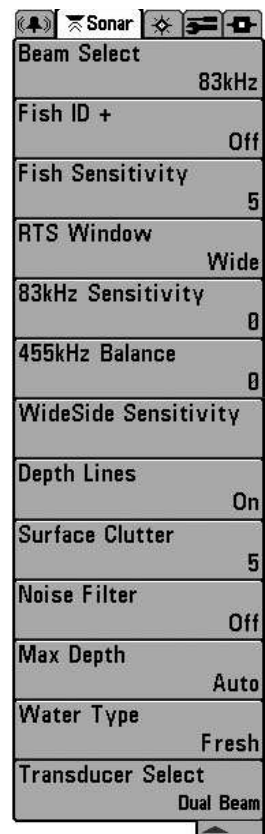 Sonar
Beam Select
83kHz
Fish ID +
Off
Fish Sensitivity
5
RTS Window
Wide
83kHz Sensitivity
0
455kHz Balance
0
WideSide Sensitivity
Depth Lines
On
Surface Clutter
5
Noise Filter
Off
Max Depth
Auto
Water Type
Fresh
Transducer Select
Dual Beam